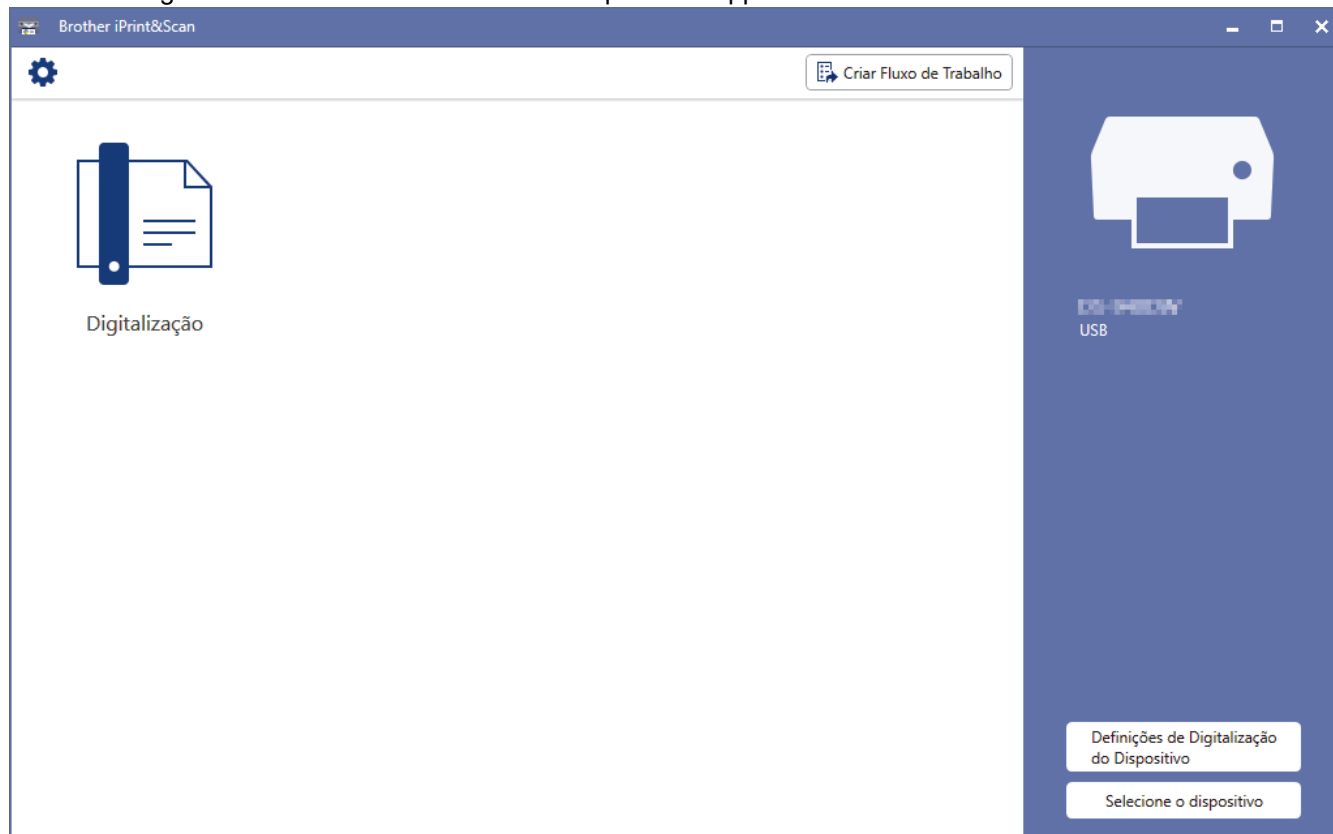 Brother iPrint&Scan
Criar Fluxo de Trabalho
Digitalização
USB
Definições de Digitalização
do Dispositivo
Selecione o dispositivo